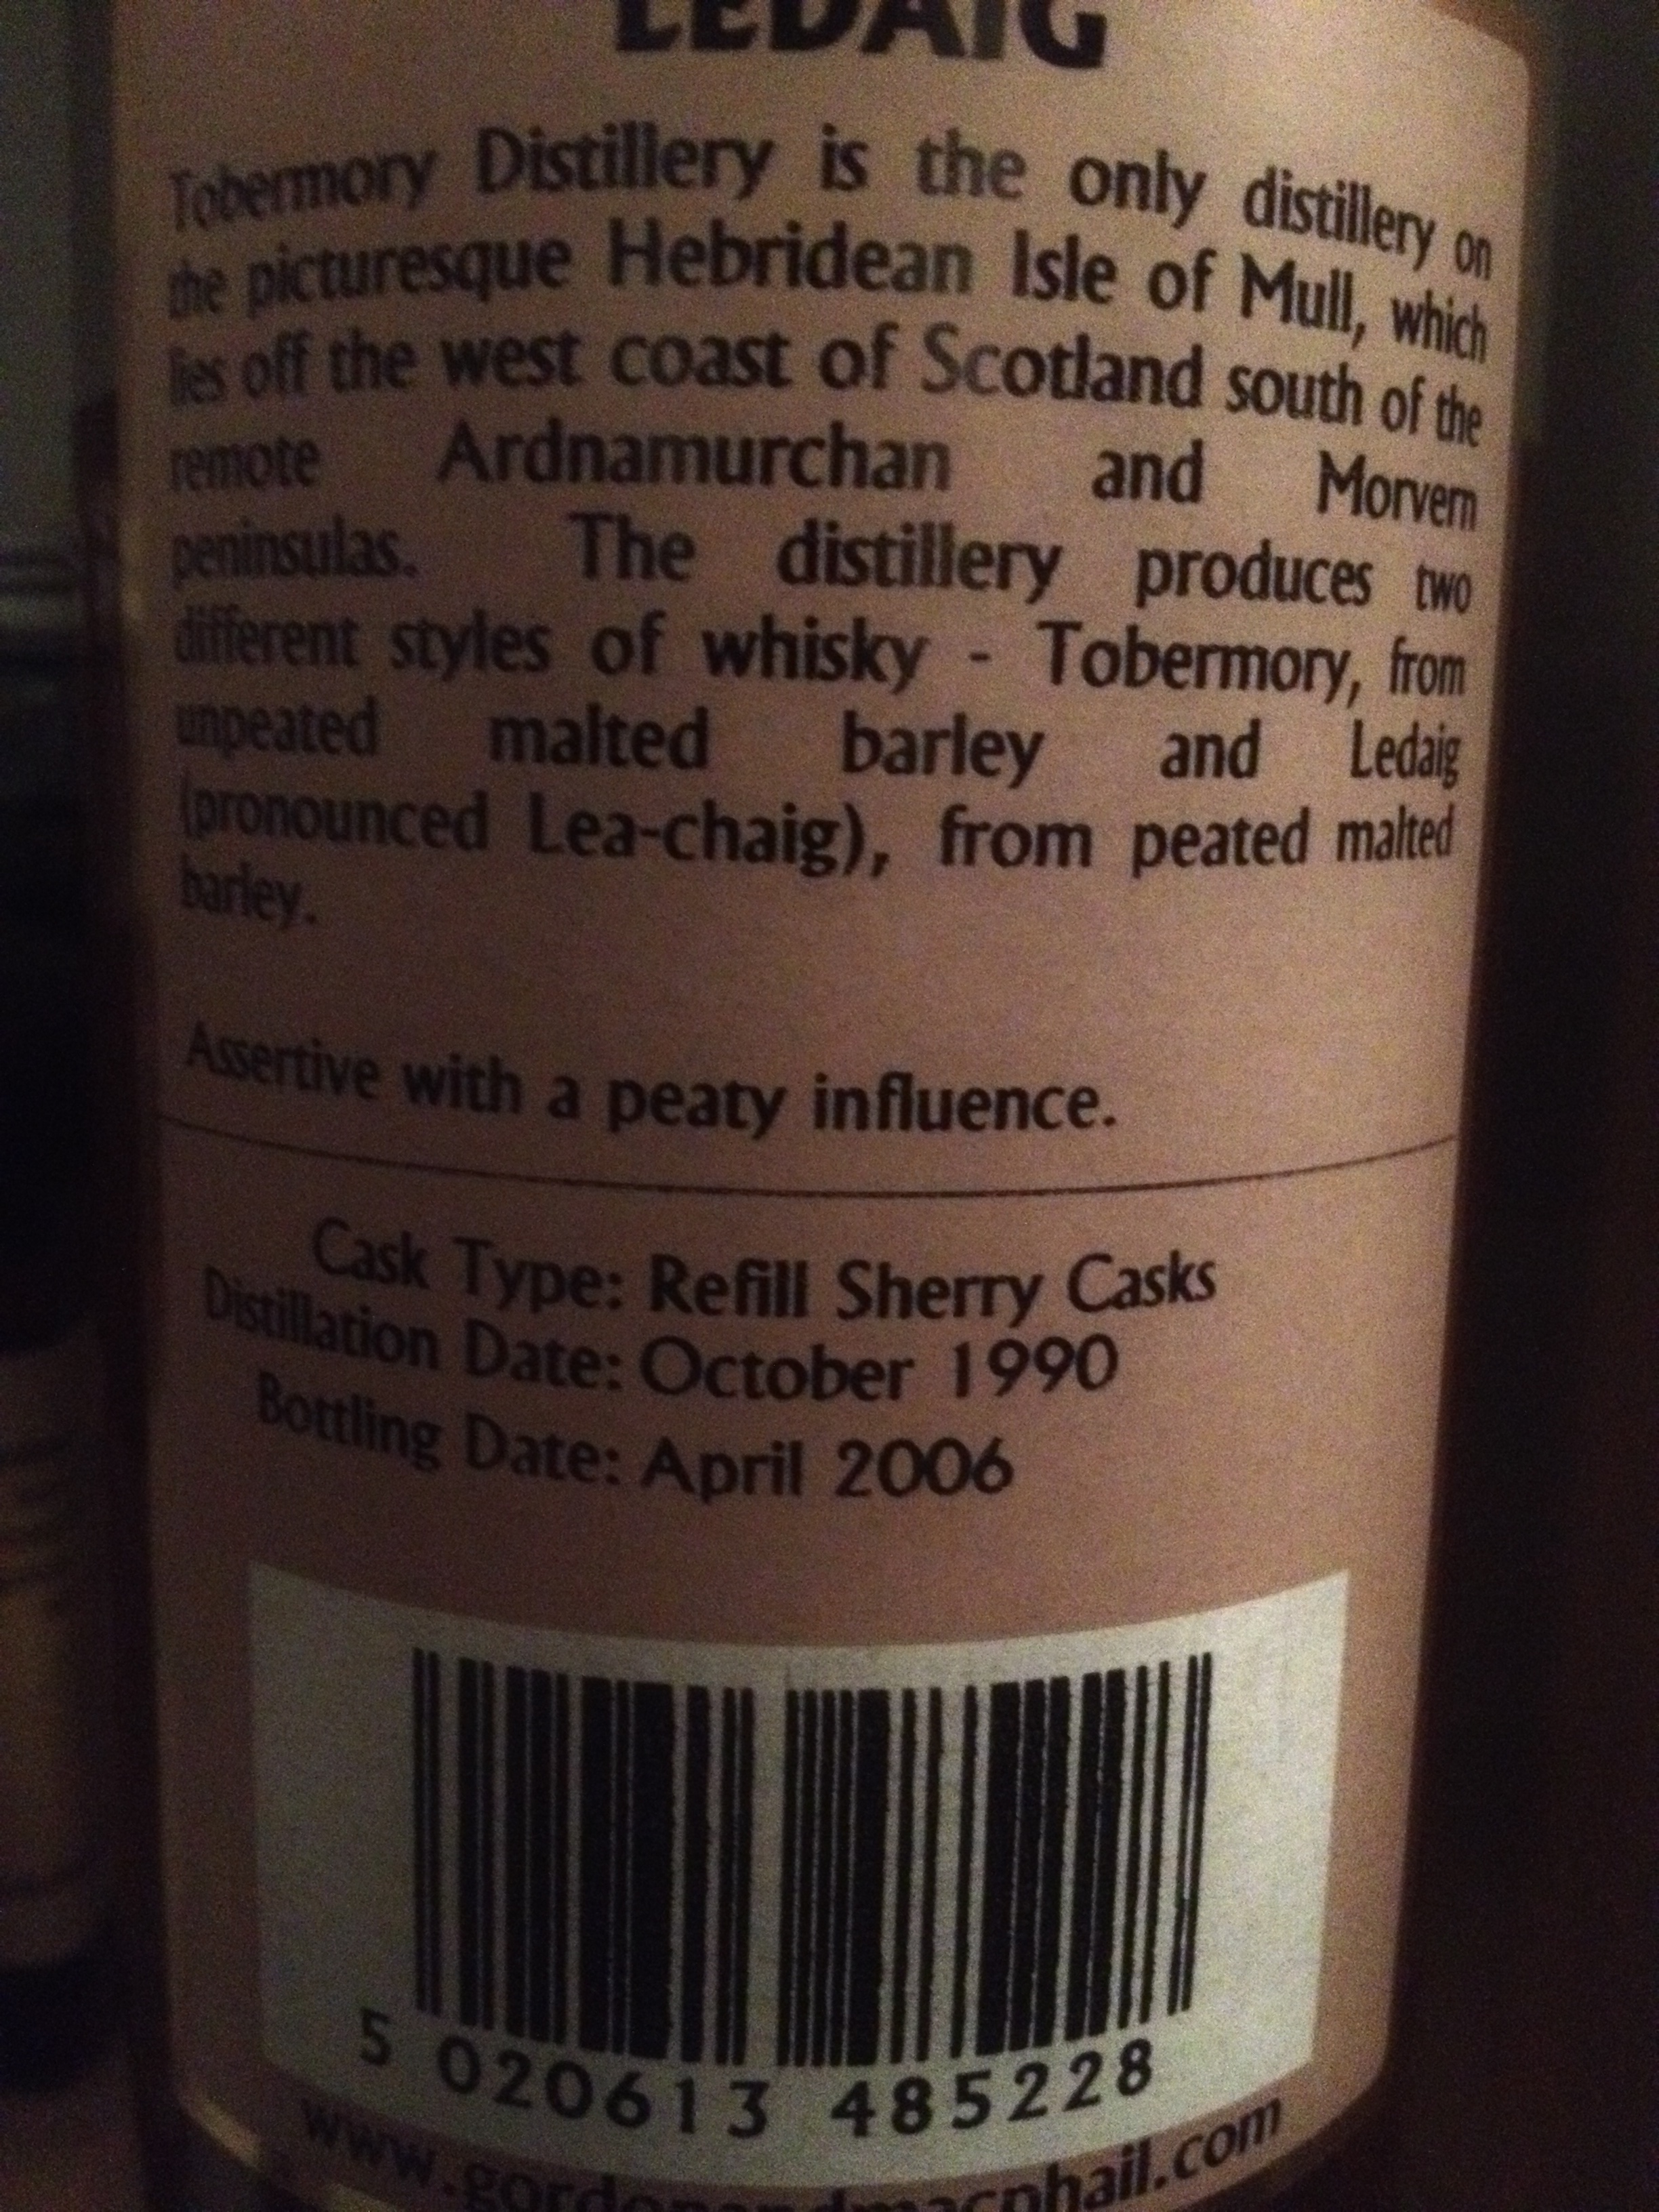 LEDAIG
Tobermory Distillery is the only distillery on
the picturesque Hebridean Isle of Mull, which
lies off the west coast of Scotland south of the
remote Ardnamurchan and Morvern
peninsulas. The distillery produces two
different styles of whisky - Tobermory, from
unpeated malted barley and Ledaig
(pronounced Lea-chaig), from peated malted
barley.
Assertive with a peaty influence.
Cask Type: Refill Sherry Casks
Distillation Date: October 1990
Bottling Date: April 2006
5 020613 485228
www.gordonandmacphail.com